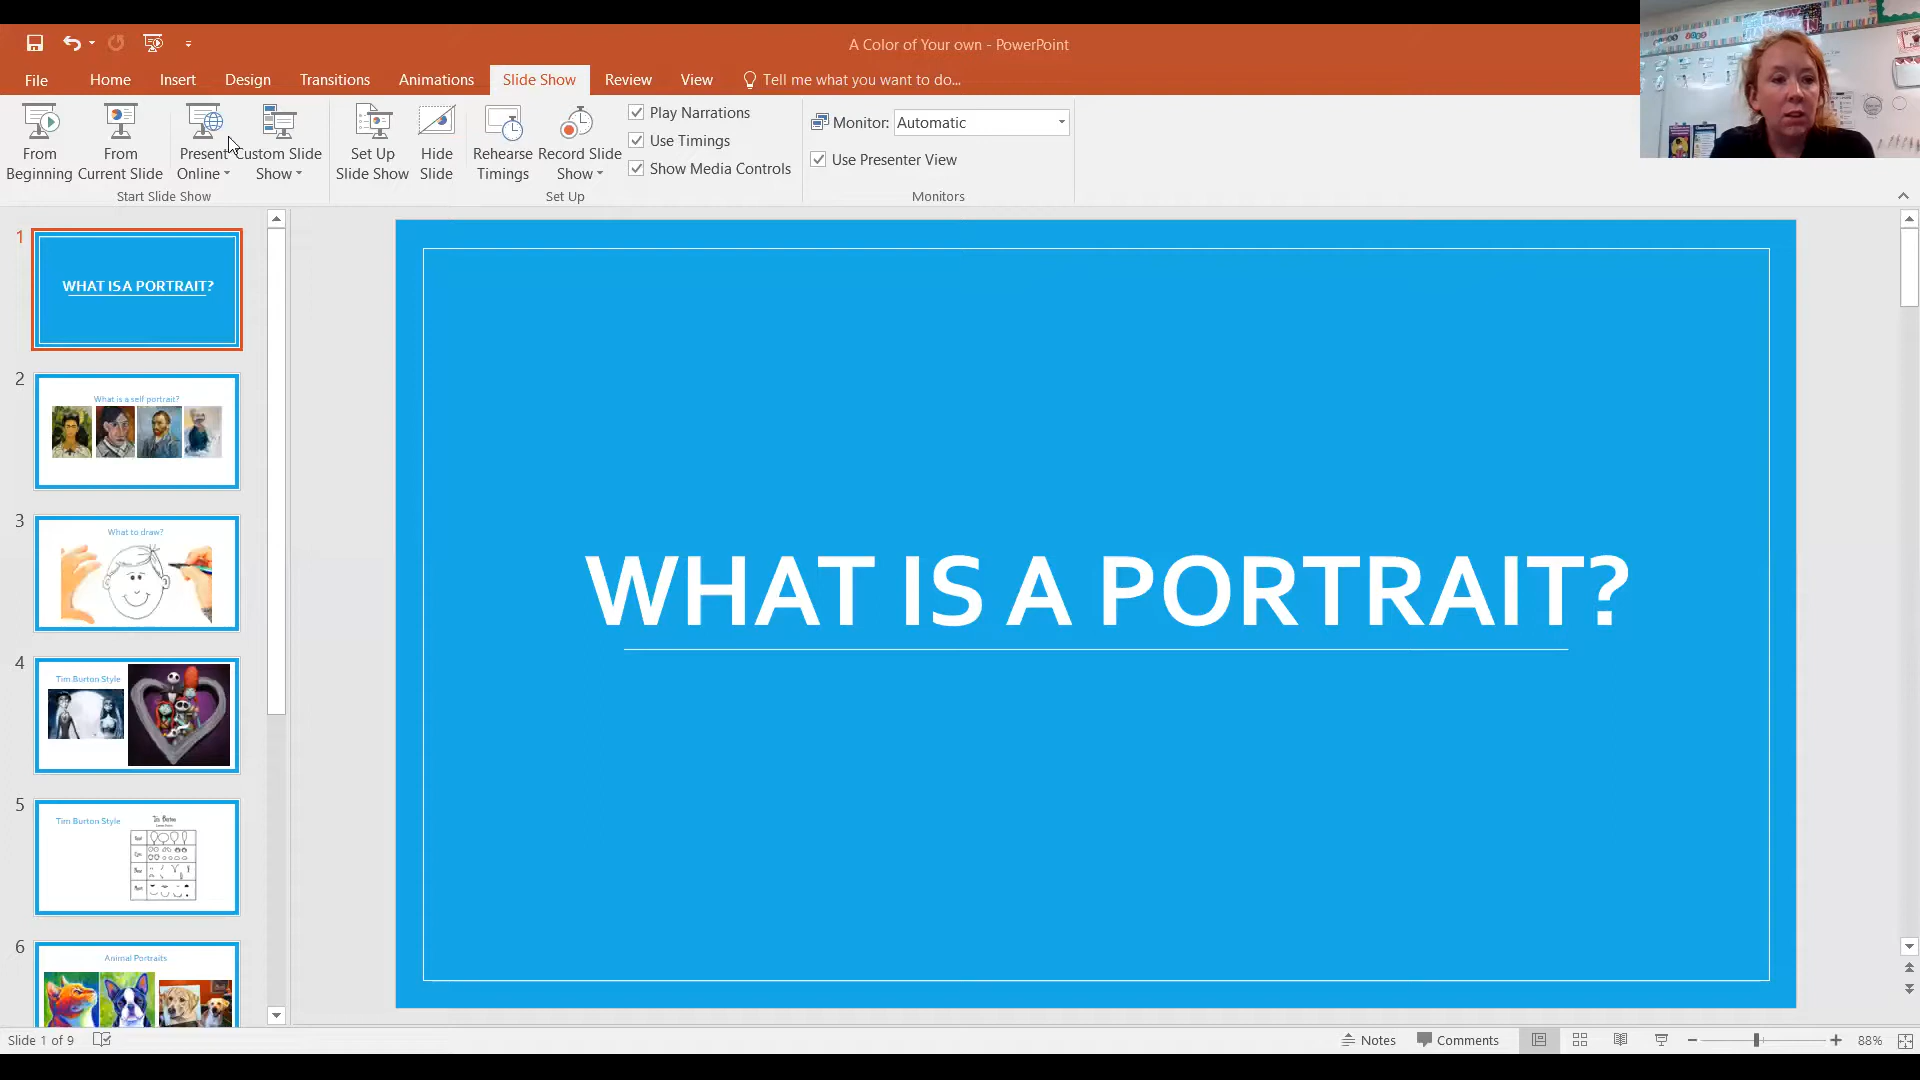 A Color of Your own - PowerPoint
File Home Insert Design Transitions Animations Slide Show Review View Tell me what you want to do...
From Beginning
From Current Slide
Present Online
Custom Slide Show
Set Up Slide Show
Hide Slide
Rehearse Timings
Record Slide Show
Play Narrations
Use Timings
Show Media Controls
Monitor: Automatic
Use Presenter View
Start Slide Show
Set Up
Monitors
1
WHAT IS A PORTRAIT?
2
What is a self portrait?
3
What to draw?
4
Tim Burton Style
5
Tim Burton Style
Tim Burton
6
Animal Portraits
WHAT IS A PORTRAIT?
Slide 1 of 9
Notes
Comments
88%